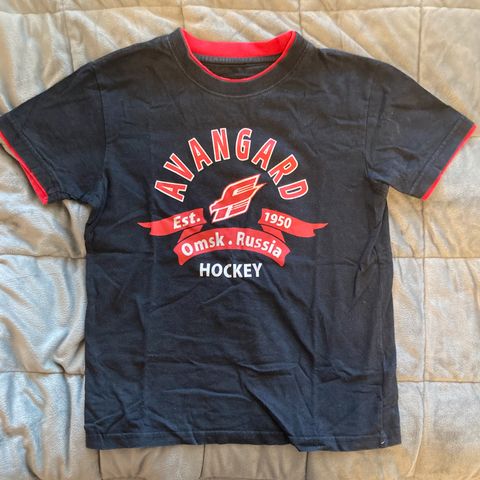 AVANGARD
Est. 1950
Omsk. Russia
HOCKEY